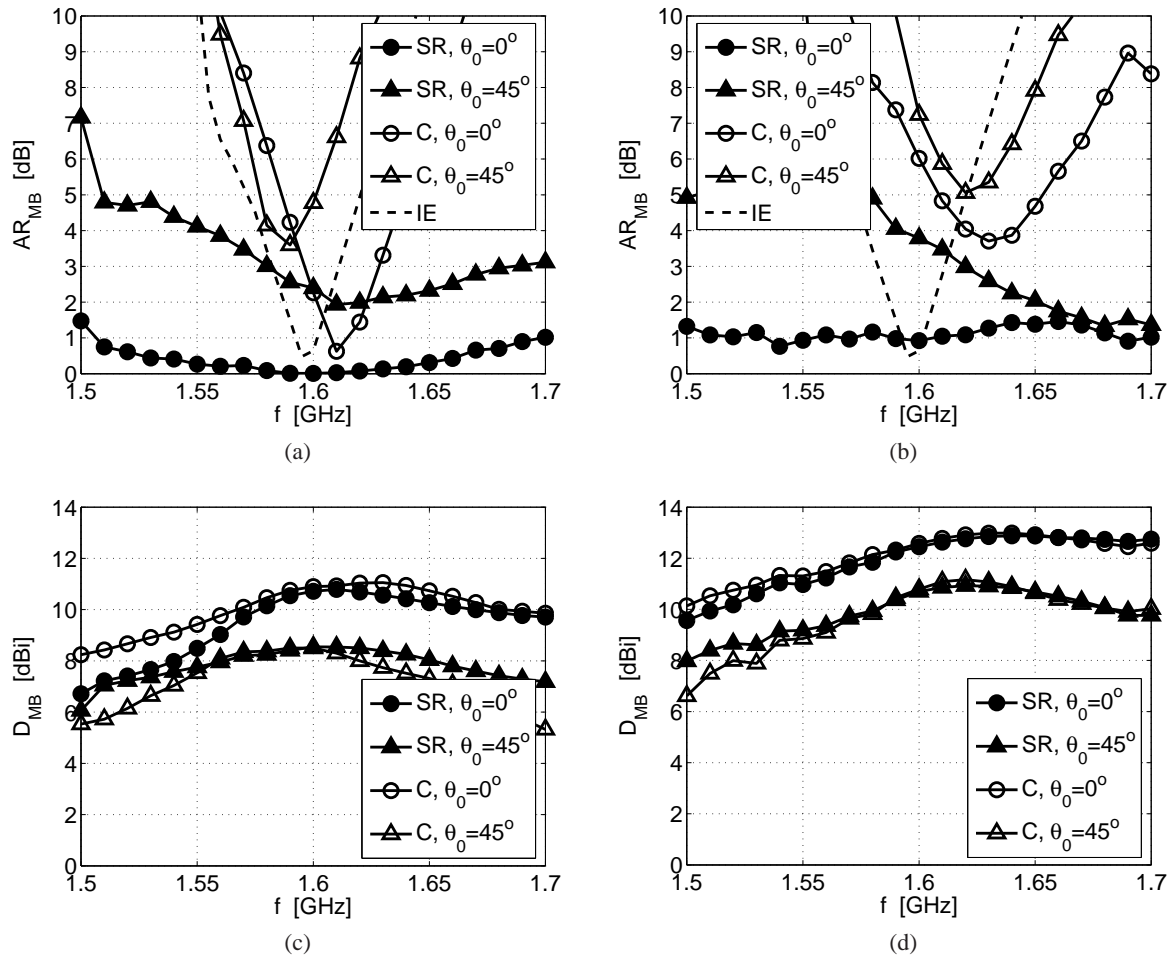 10
9
8
7
6
5
4
3
2
1
0
AR_MB [dB]
1.5
1.55
1.6
1.65
1.7
f [GHz]
SR, θ_0=0°
SR, θ_0=45°
C, θ_0=0°
C, θ_0=45°
IE
(a)
10
9
8
7
6
5
4
3
2
1
0
AR_MB [dB]
1.5
1.55
1.6
1.65
1.7
f [GHz]
SR, θ_0=0°
SR, θ_0=45°
C, θ_0=0°
C, θ_0=45°
IE
(b)
14
12
10
8
6
4
2
0
D_MB [dBi]
1.5
1.55
1.6
1.65
1.7
f [GHz]
SR, θ_0=0°
SR, θ_0=45°
C, θ_0=0°
C, θ_0=45°
(c)
14
12
10
8
6
4
2
0
D_MB [dBi]
1.5
1.55
1.6
1.65
1.7
f [GHz]
SR, θ_0=0°
SR, θ_0=45°
C, θ_0=0°
C, θ_0=45°
(d)